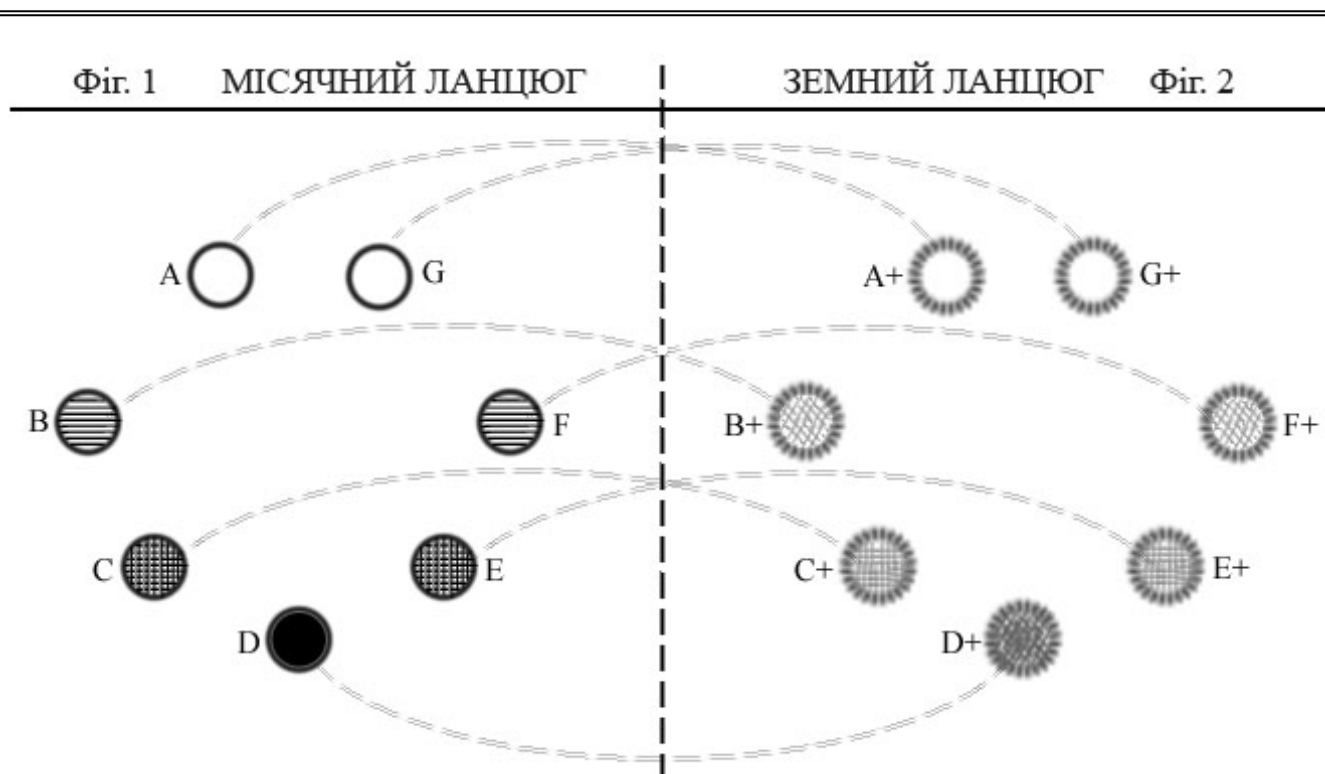 Фіг. 1 МІСЯЧНИЙ ЛАНЦЮГ ЗЕМНИЙ ЛАНЦЮГ Фіг. 2
A G A+ G+
B F B+ F+
C E C+ E+
D D+